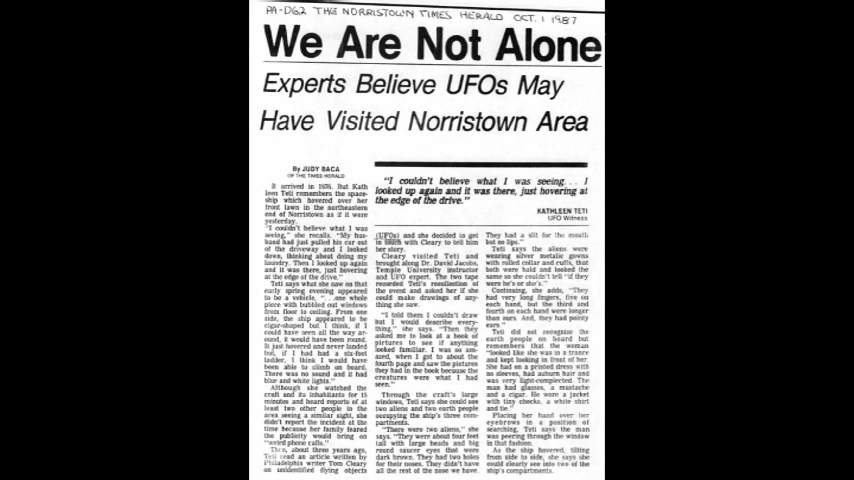 PA-D62 THE NORRISTOWN TIMES HERALD OCT. 1 1987
We Are Not Alone
Experts Believe UFOs May
Have Visited Norristown Area
By JUDY BACA
OF THE TIMES HERALD
It arrived in 1976. But Kath
leen Teti remembers the space-
ship which hovered over her
front lawn in the northeastern
end of Norristown as if it were
yesterday.
"I couldn't believe what I was
seeing," she recalls. "My hus-
band had just pulled his car out
of the driveway and I looked
down, thinking about doing my
laundry. Then I looked up again
and it was there, just hovering
at the edge of the drive."
Teti says what she saw on that
early spring evening appeared
to be a vehicle, "...one whole
piece with bubbled out windows
from floor to ceiling. From one
side, the ship appeared to be
cigar-shaped but I think, if I
could have seen all the way ar-
ound, it would have been round.
It just hovered and never landed
but, if I had had a six-feet
ladder, I think I would have
been able to climb on board.
There was no sound and it had
blue and white lights."
Although she watched the
craft and its inhabitants for 15
minutes and heard reports of at
least two other people in the
area seeing a similar sight, she
didn't report the incident at the
time because her family feared
the publicity would bring on
"weird phone calls."
Then, about three years ago,
Teti read an article written by
Philadelphia writer Tom Cleary
on unidentified flying objects
"I couldn't believe what I was seeing. . . I
looked up again and it was there, just hovering at
the edge of the drive."
KATHLEEN TETI
UFO Witness
(UFOs) and she decided to get
in touch with Cleary to tell him
her story.
Cleary visited Teti and
brought along Dr. David Jacobs,
Temple University instructor
and UFO expert. The two tape
recorded Teti's recollection of
the event and asked her if she
could make drawings of any-
thing she saw.
"I told them I couldn't draw
but I would describe every-
thing," she says. "Then they
asked me to look at a book of
pictures to see if anything
looked familiar. I was so am-
azed, when I got to about the
fourth page and saw the pictures
they had in the book because the
creatures were what I had
seen."
Through the craft's large
windows, Teti says she could see
two aliens and two earth people
occupying the ship's three com-
partments.
"There were two aliens," she
says. "They were about four feet
tall with large heads and big
round saucer eyes that were
dark brown. They had two holes
for their noses. They didn't have
all the rest of the nose we have.
They had a slit for the mouth
but no lips."
Teti says the aliens were
wearing silver metallic gowns
with rolled collar and cuffs, that
both were bald and looked the
same so she couldn't tell "if they
were he's or she's."
Continuing, she adds, "They
had very long fingers, five on
each hand, but the third and
fourth on each hand were longer
than ours. And, they had pointy
ears."
Teti did not recognize the
earth people on board but
remembers that the woman
"looked like she was in a trance
and kept looking in front of her.
She had on a printed dress with
no sleeves, had auburn hair and
was very light-complected. The
man had glasses, a mustache
and a cigar. He wore a jacket
with tiny checks, a white shirt
and tie."
Placing her hand over her
eyebrows in a position of
searching, Teti says the man
was peering through the window
in that fashion.
As the ship hovered, tilting
from side to side, she says she
could clearly see into two of the
ship's compartments.